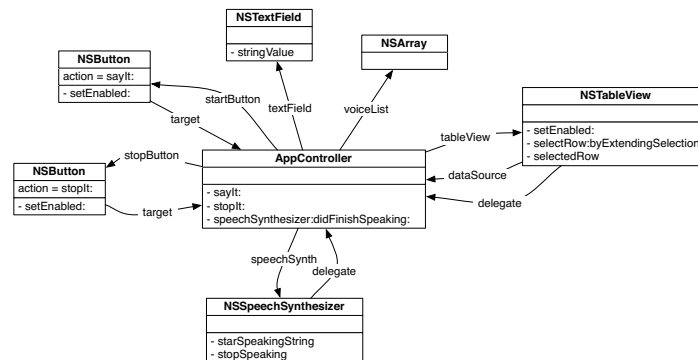 NSTextField
- stringValue
NSArray
NSButton
action = sayIt:
- setEnabled:
startButton
textField
voiceList
target
NSTableView
- setEnabled:
- selectRow:byExtendingSelection
- selectedRow
tableView
dataSource
delegate
AppController
- sayIt:
- stopIt:
- speechSynthesizer:didFinishSpeaking:
stopButton
NSButton
action = stopIt:
- setEnabled:
target
speechSynth
delegate
NSSpeechSynthesizer
- starSpeakingString
- stopSpeaking